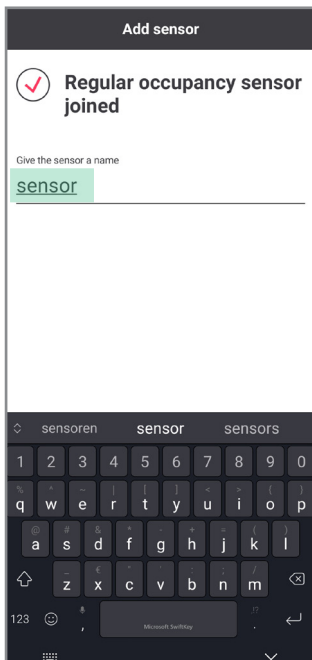 Add sensor
Regular occupancy sensor
joined
Give the sensor a name
sensor
sensoren sensor sensors
1 2 3 4 5 6 7 8 9 0
% ^ ~ | [ ] < > { }
q w e r t y u i o p
@ # & * - + = ( )
a s d f g h j k l
_ € " ' : ; /
z x c v b n m
123 , Microsoft SwiftKey !? .